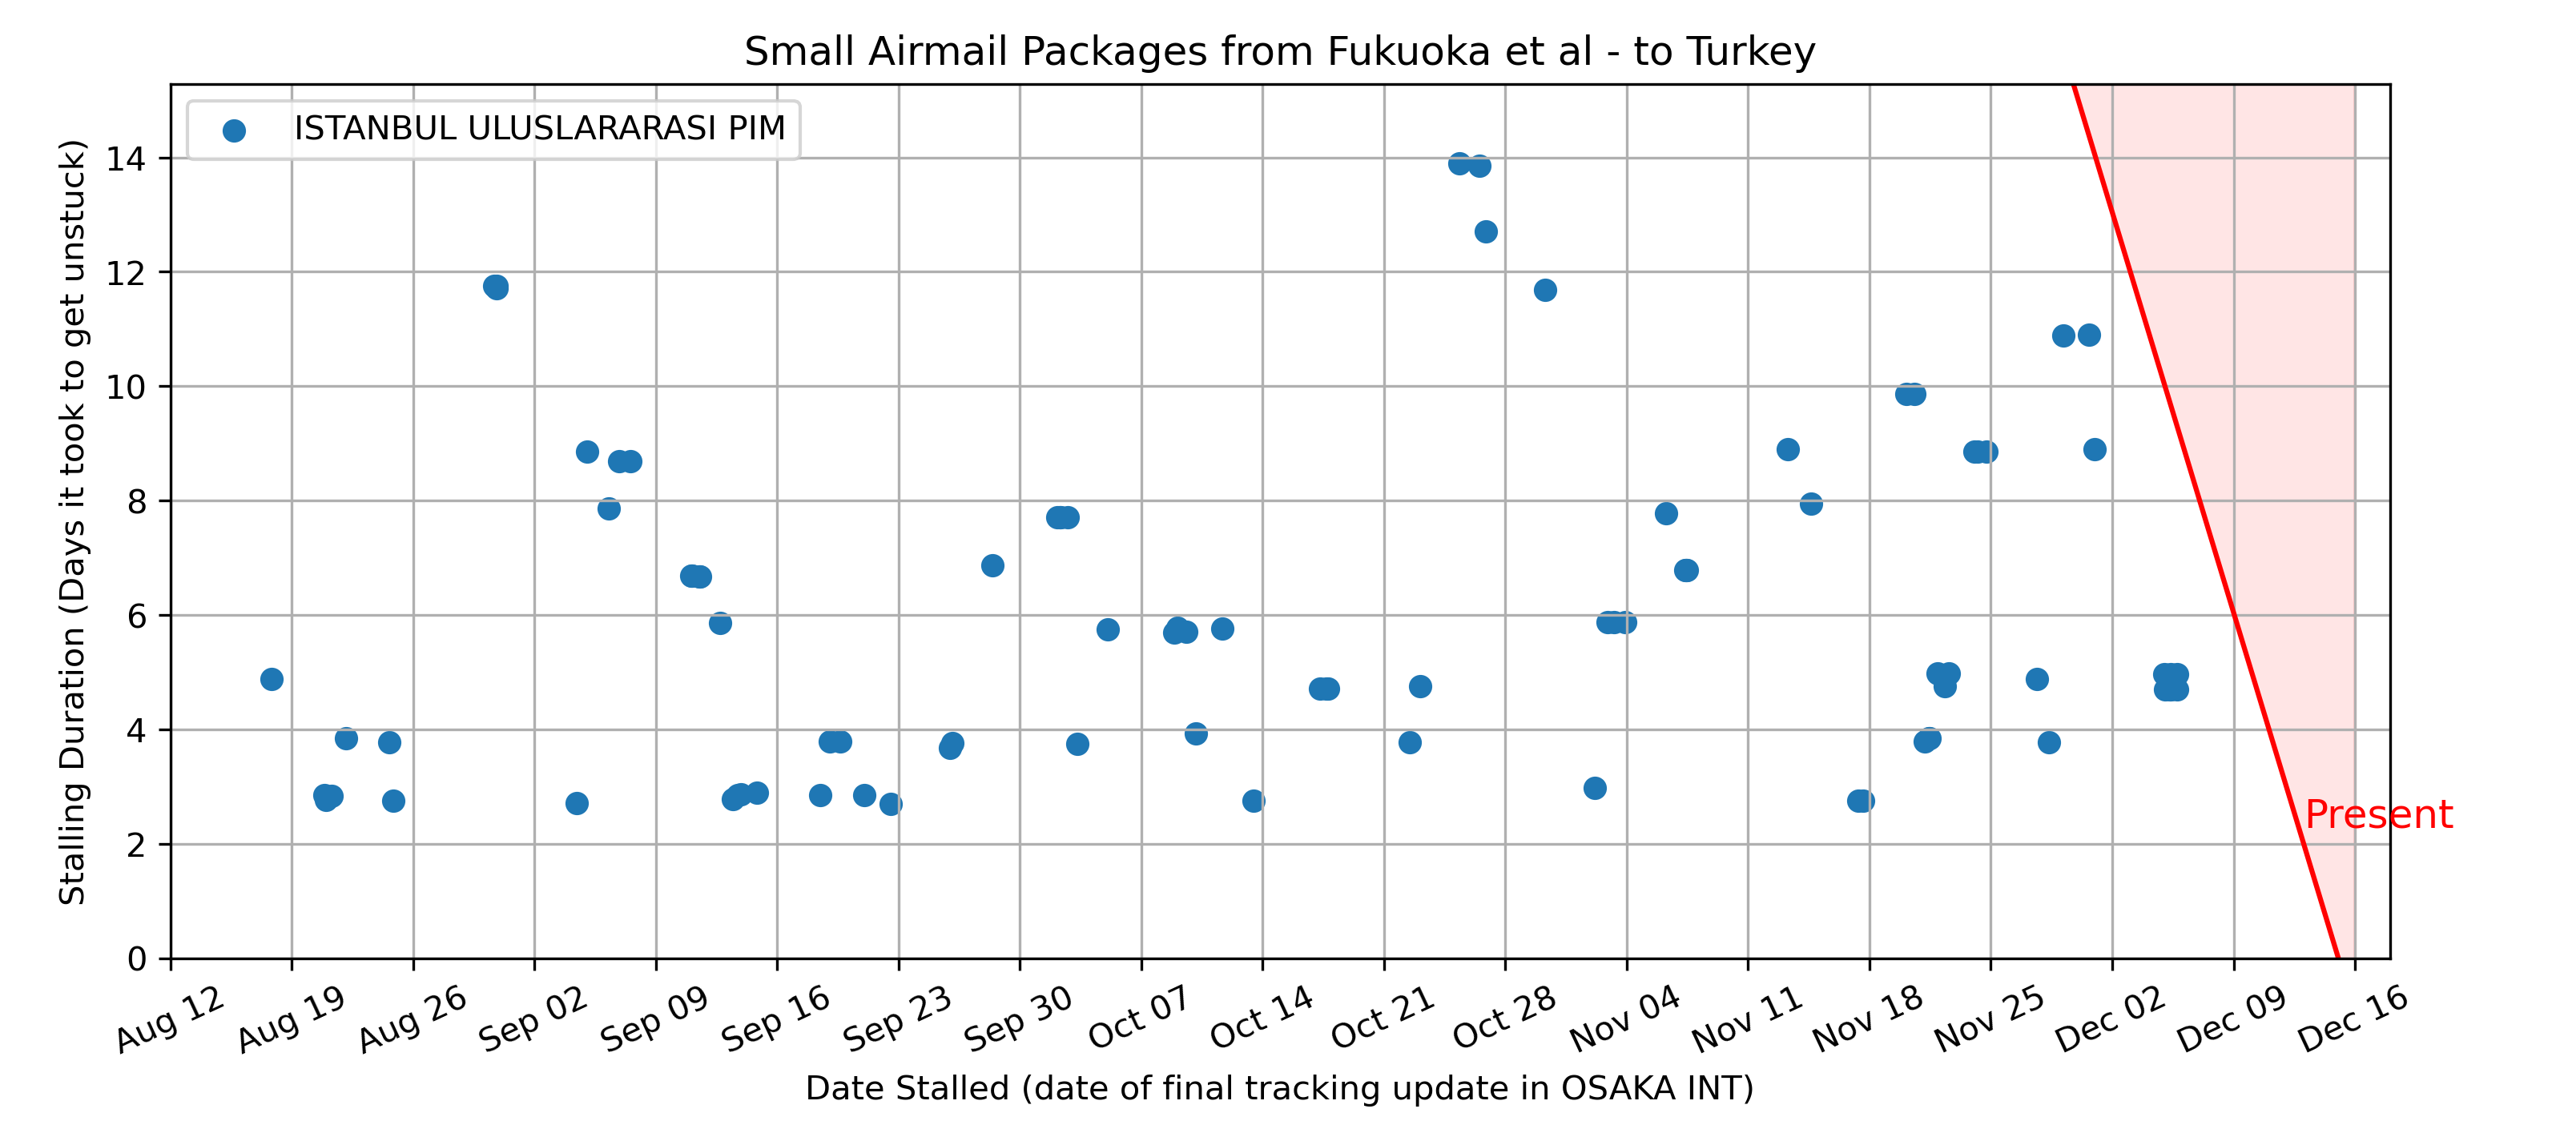 Small Airmail Packages from Fukuoka et al - to Turkey
ISTANBUL ULUSLARARASI PIM
Stalling Duration (Days it took to get unstuck)
14
12
10
8
6
4
2
0
Present
Aug 12
Aug 19
Aug 26
Sep 02
Sep 09
Sep 16
Sep 23
Sep 30
Oct 07
Oct 14
Oct 21
Oct 28
Nov 04
Nov 11
Nov 18
Nov 25
Dec 02
Dec 09
Dec 16
Date Stalled (date of final tracking update in OSAKA INT)